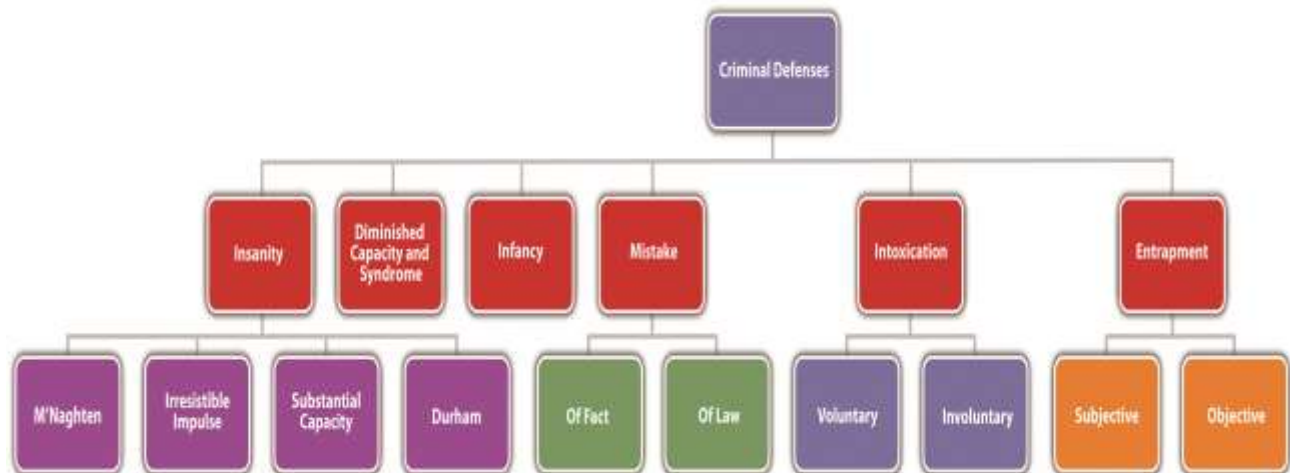 Criminal Defenses
Insanity
Diminished
Capacity and
Syndrome
Infancy
Mistake
Intoxication
Entrapment
M'Naghten
Irresistible
Impulse
Substantial
Capacity
Durham
Of Fact
Of Law
Voluntary
Involuntary
Subjective
Objective